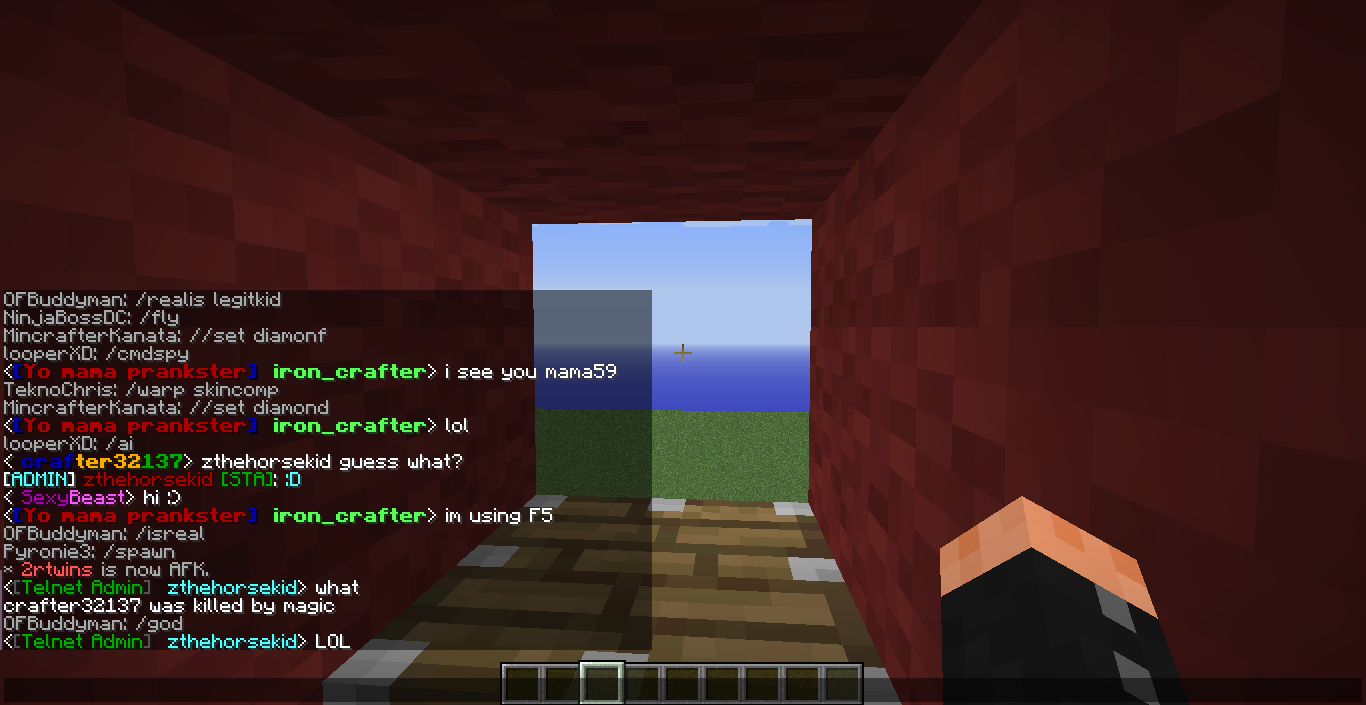 OFBuddyman: /realis legitkid
NinjaBossDC: /fly
MincrafterKanata: //set diamonf
looperXD: /cmdspy
<[Yo mama prankster] iron_crafter> i see you mama59
TeknoChris: /warp skincomp
MincrafterKanata: //set diamond
<[Yo mama prankster] iron_crafter> lol
looperXD: /ai
< crafter32137> zthehorsekid guess what?
[ADMIN] zthehorsekid [STA]: :D
< SexyBeast> hi :D
<[Yo mama prankster] iron_crafter> im using F5
OFBuddyman: /isreal
Pyronie3: /spawn
* 2rtwins is now AFK.
<[Telnet Admin] zthehorsekid> what
crafter32137 was killed by magic
OFBuddyman: /god
<[Telnet Admin] zthehorsekid> LOL